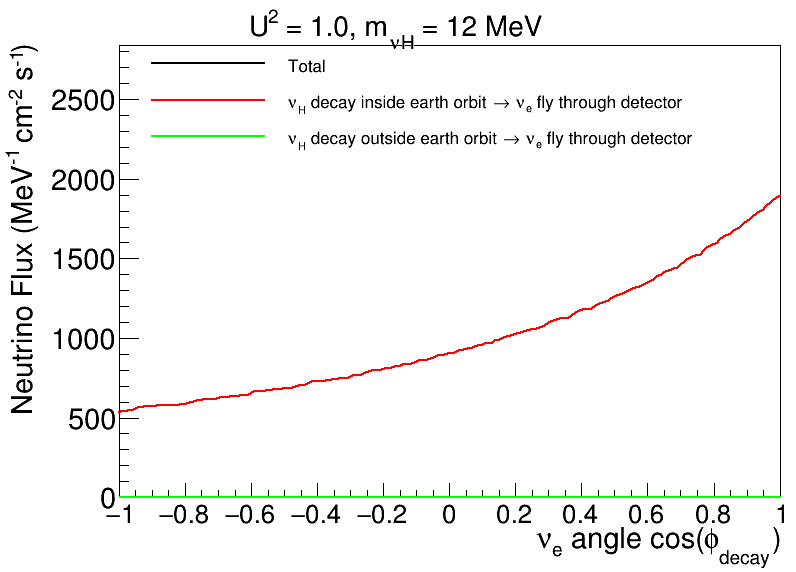 U² = 1.0, m_νH = 12 MeV
Total
ν_H decay inside earth orbit → ν_e fly through detector
ν_H decay outside earth orbit → ν_e fly through detector
Neutrino Flux (MeV⁻¹ cm⁻² s⁻¹)
2500
2000
1500
1000
500
0
−1 −0.8 −0.6 −0.4 −0.2 0 0.2 0.4 0.6 0.8 1
ν_e angle cos(ϕ_decay)